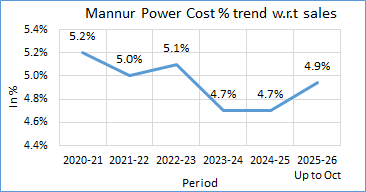 Mannur Power Cost % trend w.r.t sales
5.4%
5.2%
5.0%
4.8%
4.6%
4.4%
In %
5.2%
5.0%
5.1%
4.7%
4.7%
4.9%
2020-21 2021-22 2022-23 2023-24 2024-25 2025-26
Up to Oct
Period